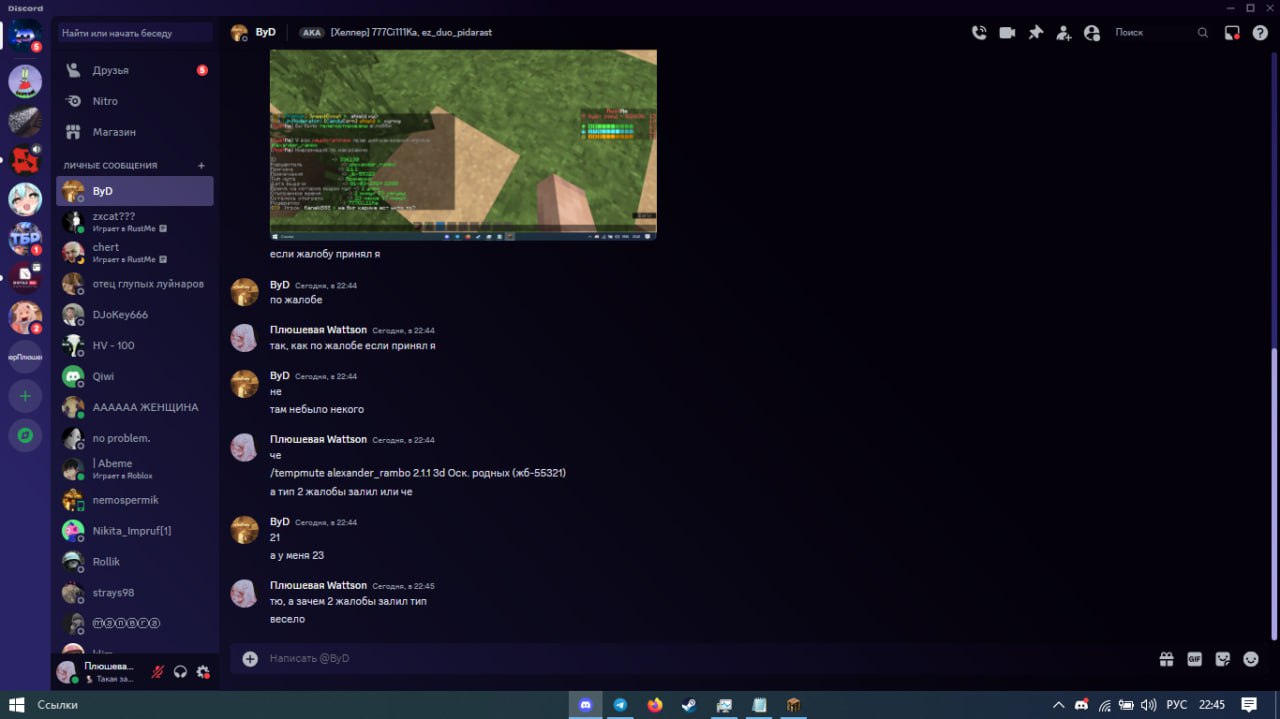 Discord
Найти или начать беседу
ByD
AKA
[Хелпер] 777Ci111Ka, ez_duo_pidarast
Поиск
5
Друзья
5
Nitro
Магазин
ЛИЧНЫЕ СООБЩЕНИЯ
ByD
zxcat???
Играет в RustMe
chert
Играет в RustMe
ТБР
1
отец глупых луйнаров
DJoKey666
2
HV - 100
Qiwi
АААААА ЖЕНЩИНА
no problem.
| Abeme
Играет в Roblox
nemospermik
Nikita_Impruf[1]
Rollik
strays98
ⓜⓐⓝⓔⓡⓐ
Плюшева...
Такая за...
если жалобу принял я
ByD Сегодня, в 22:44
по жалобе
Плюшевая Wattson Сегодня, в 22:44
так, как по жалобе если принял я
ByD Сегодня, в 22:44
не
там небыло некого
Плюшевая Wattson Сегодня, в 22:44
че
/tempmute alexander_rambo 2.1.1 3d Оск. родных (жб-55321)
а тип 2 жалобы залил или че
ByD Сегодня, в 22:44
21
а у меня 23
Плюшевая Wattson Сегодня, в 22:45
тю, а зачем 2 жалобы залил тип
весело
Написать @ByD
GIF
Ссылки
РУС
22:45